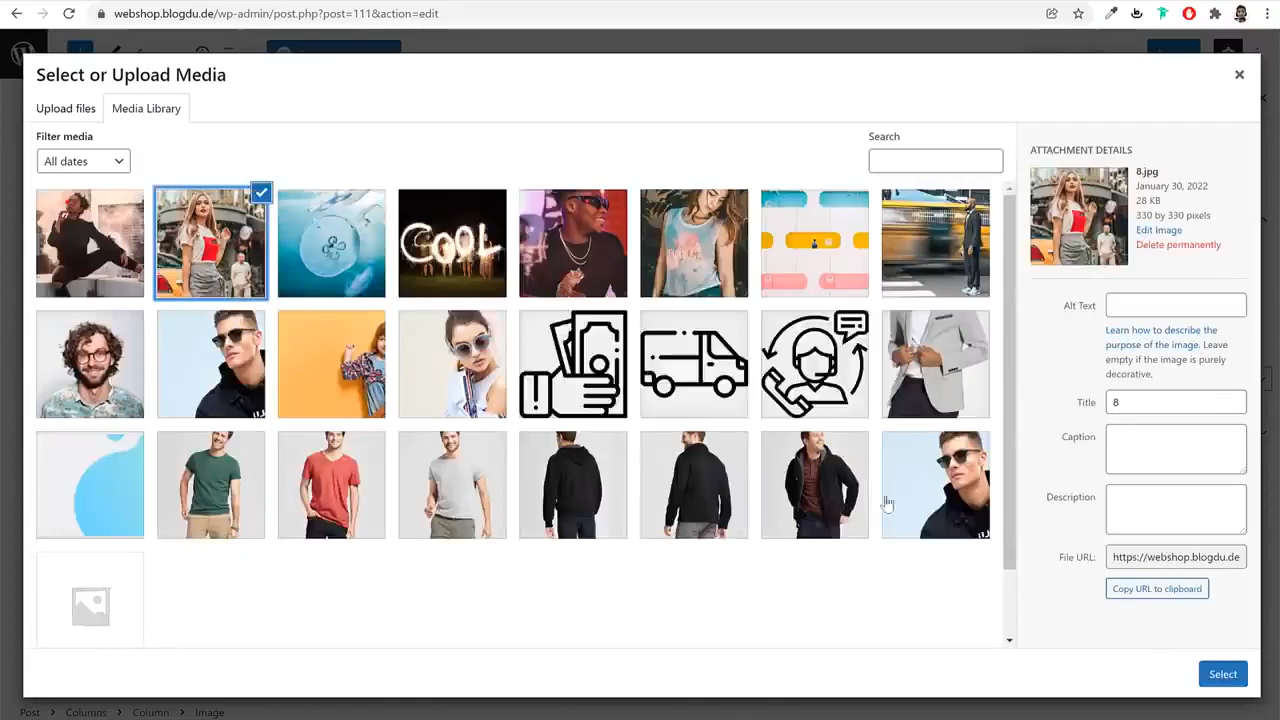 webshop.blogdu.de/wp-admin/post.php?post=111&action=edit
Select or Upload Media
Upload files
Media Library
Filter media
All dates
Search
COOL
ATTACHMENT DETAILS
8.jpg
January 30, 2022
28 KB
330 by 330 pixels
Edit Image
Delete permanently
Alt Text
Learn how to describe the
purpose of the image. Leave
empty if the image is purely
decorative.
Title
8
Caption
Description
File URL:
https://webshop.blogdu.de
Copy URL to clipboard
Select
Post
Columns
Column
Image